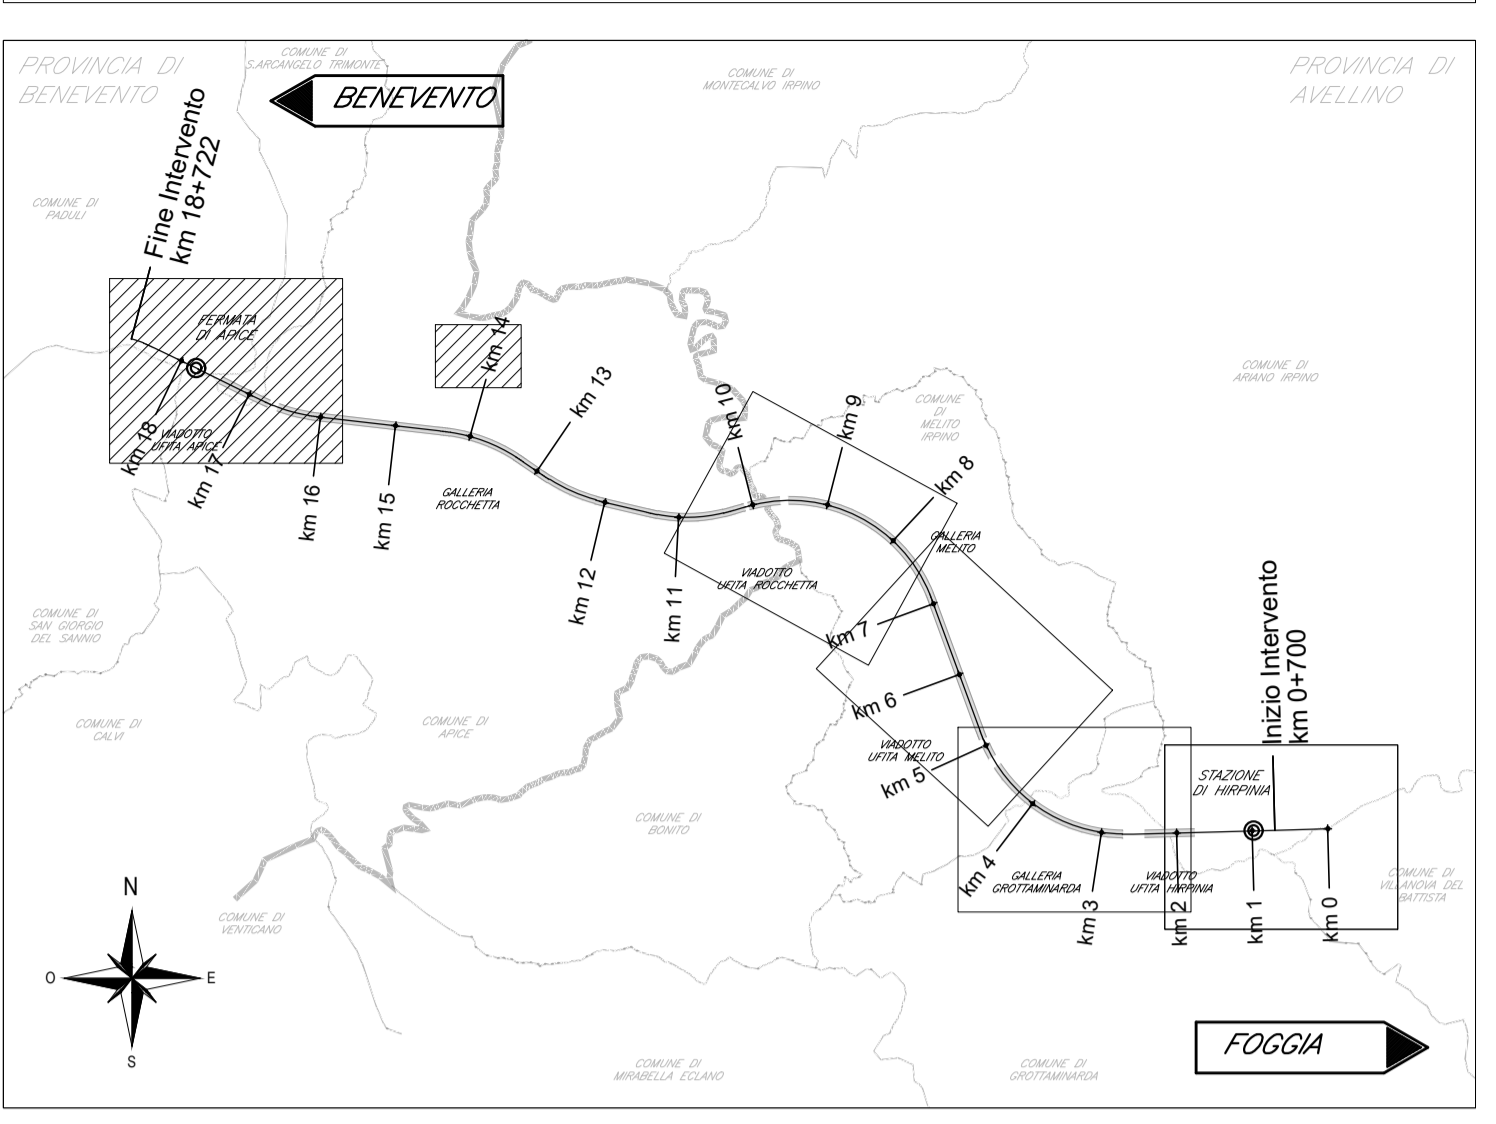 PROVINCIA DI
BENEVENTO
COMUNE DI
S.ARCANGELO TRIMONTE
BENEVENTO
COMUNE DI
MONTECALVO IRPINO
PROVINCIA DI
AVELLINO
Fine Intervento
km 18+722
COMUNE DI
PADULI
FERMATA
DI APICE
VIADOTTO
UFITA APICE
km 18
km 17
km 16
km 15
km 14
km 13
GALLERIA
ROCCHETTA
km 12
km 11
km 10
km 9
km 8
COMUNE DI
ARIANO IRPINO
COMUNE
DI
MELITO
IRPINO
GALLERIA
MELITO
VIADOTTO
UFITA ROCCHETTA
km 7
km 6
COMUNE DI
SAN GIORGIO
DEL SANNIO
COMUNE DI
CALVI
COMUNE DI
APICE
VIADOTTO
UFITA MELITO
km 5
Inizio Intervento
km 0+700
STAZIONE
DI HIRPINIA
COMUNE DI
BONITO
km 4
GALLERIA
GROTTAMINARDA
km 3
VIADOTTO
UFITA HIRPINIA
km 2
km 1
km 0
COMUNE DI
VILLANOVA DEL
BATTISTA
COMUNE DI
VENTICANO
N
O
E
S
FOGGIA
COMUNE DI
MIRABELLA ECLANO
COMUNE DI
GROTTAMINARDA